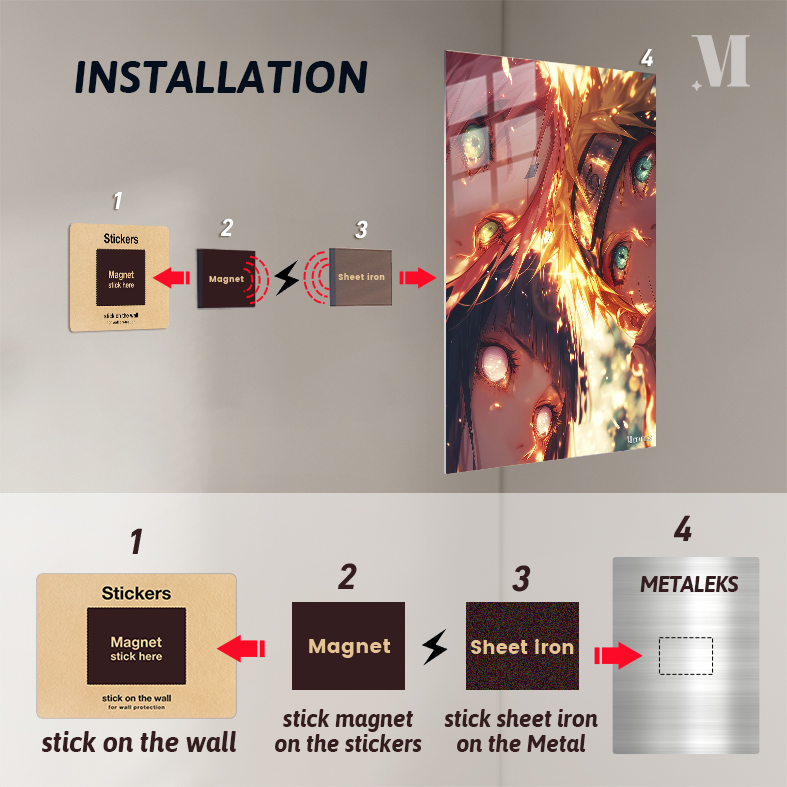 INSTALLATION
M
4
1
2
3
Stickers
Magnet
stick here
stick on the wall
for wall protection
Magnet
Sheet iron
1
2
3
4
Stickers
Magnet
stick here
stick on the wall
for wall protection
Magnet
Sheet iron
METALEKS
stick on the wall
stick magnet
on the stickers
stick sheet iron
on the Metal